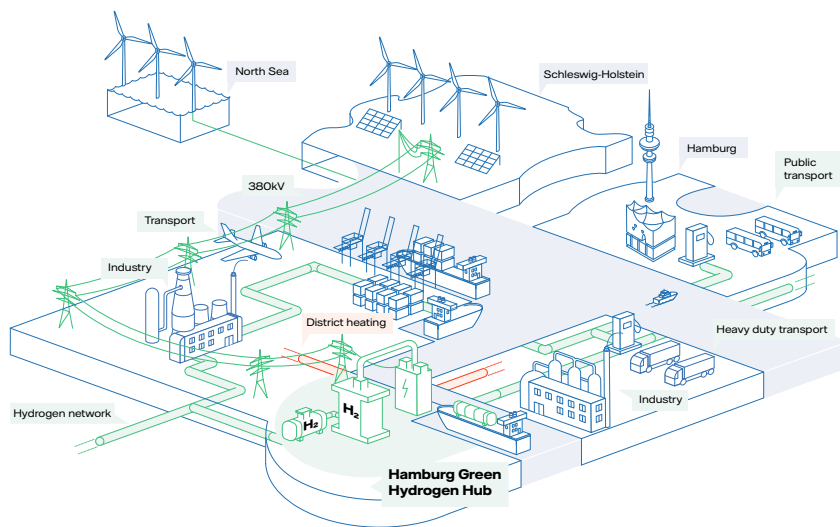 North Sea
Schleswig-Holstein
Hamburg
Public
transport
380kV
Transport
Industry
District heating
Heavy duty transport
Industry
Hydrogen network
H2
H2
Hamburg Green
Hydrogen Hub